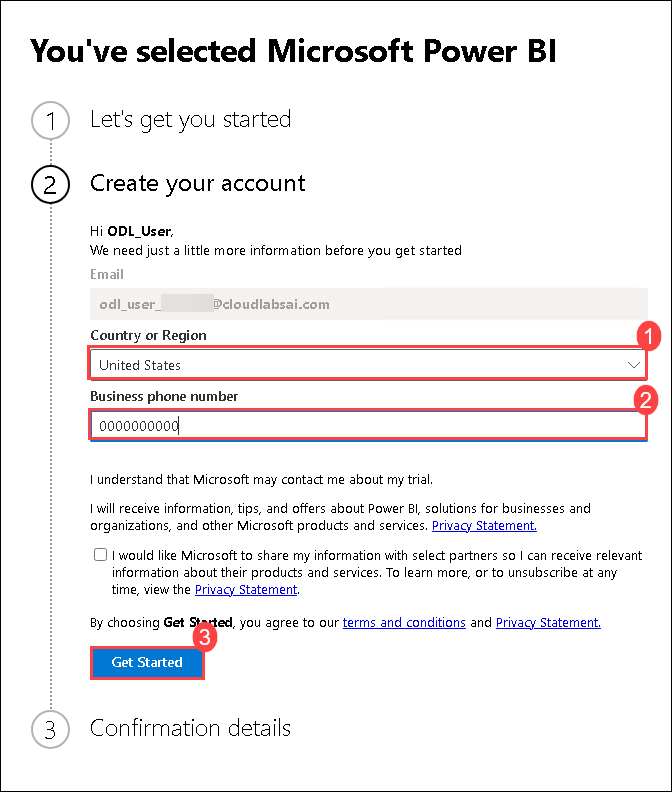 You've selected Microsoft Power BI
1
Let's get you started
2
Create your account
Hi ODL_User,
We need just a little more information before you get started
Email
odl_user_ @cloudlabsai.com
Country or Region
1
United States
Business phone number
2
0000000000
I understand that Microsoft may contact me about my trial.
I will receive information, tips, and offers about Power BI, solutions for businesses and
organizations, and other Microsoft products and services. Privacy Statement.
I would like Microsoft to share my information with select partners so I can receive relevant
information about their products and services. To learn more, or to unsubscribe at any
time, view the Privacy Statement.
By choosing Get Started, you agree to our terms and conditions and Privacy Statement.
3
Get Started
3
Confirmation details